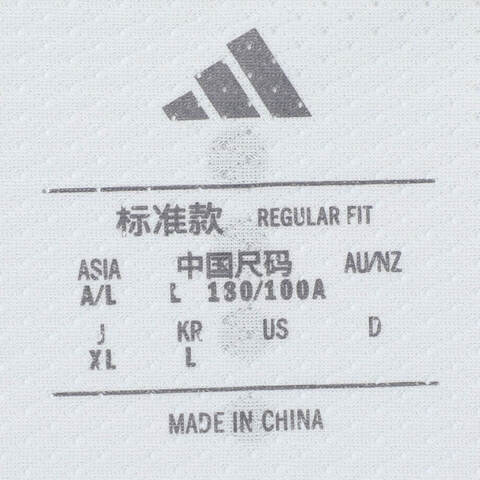 标准款 REGULAR FIT
ASIA 中国尺码 AU/NZ
A/L L 180/100A
J KR US D
XL L
MADE IN CHINA